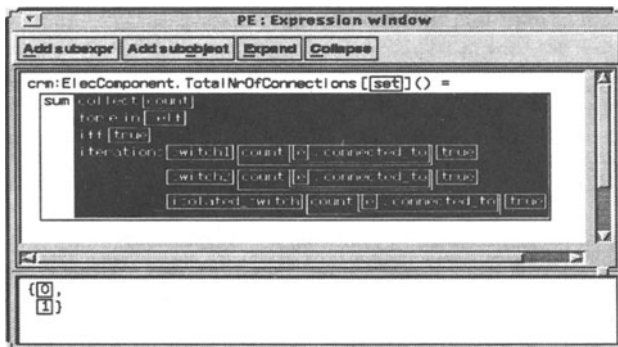 PE: Expression window
Add subexpr Add subobject Expand Collapse
crm:ElecComponent.TotalNrOfConnections[set]() =
sum collect count
for e in self
iff true
iteration: switch1 count e .connected_to true
switch2 count e .connected_to true
isolated_switch count e .connected_to true
{0,
1}